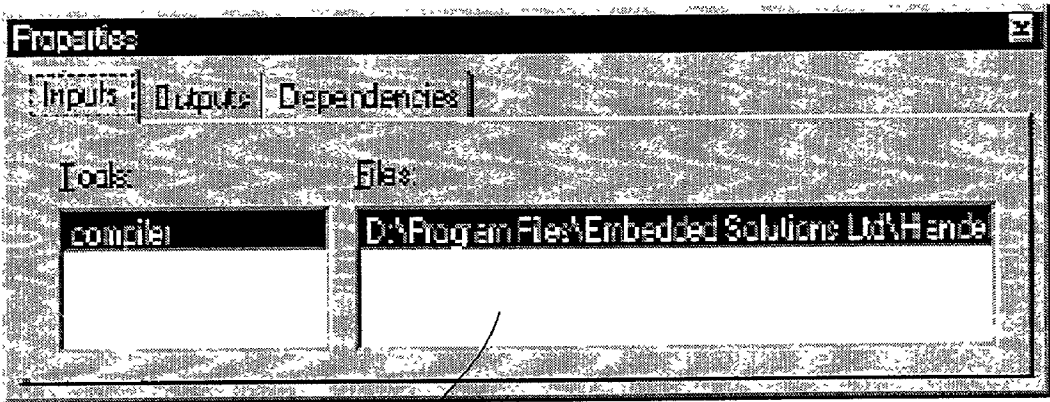 Properties
Inputs Outputs Dependencies
Tools: Files:
compiler D:\Program Files\Embedded Solutions Ltd\Hande